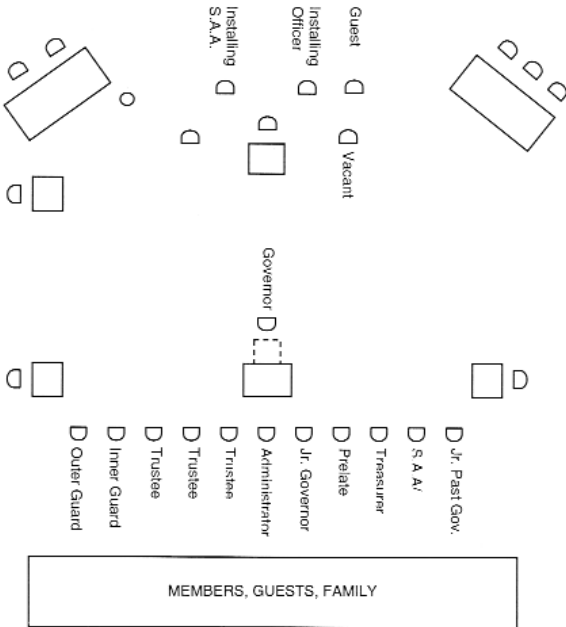 Installing
S.A.A.
Installing
Officer
Guest
Vacant
Governor
Outer Guard
Inner Guard
Trustee
Trustee
Trustee
Administrator
Jr. Governor
Prelate
Treasurer
S.A.A/
Jr. Past Gov.
MEMBERS, GUESTS, FAMILY